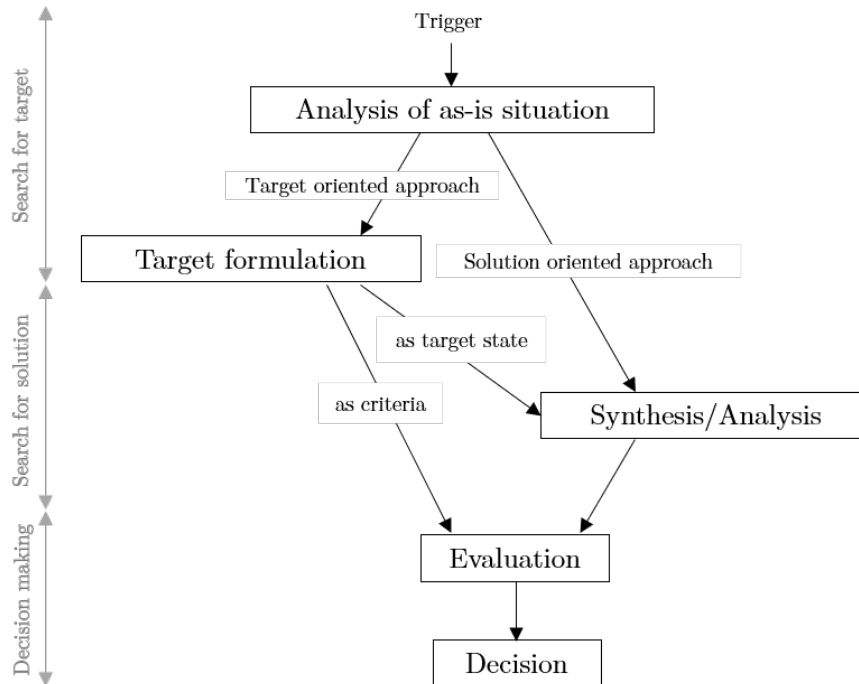 Trigger
Analysis of as-is situation
Target oriented approach
Search for target
Target formulation
Solution oriented approach
as target state
as criteria
Search for solution
Synthesis/Analysis
Evaluation
Decision making
Decision